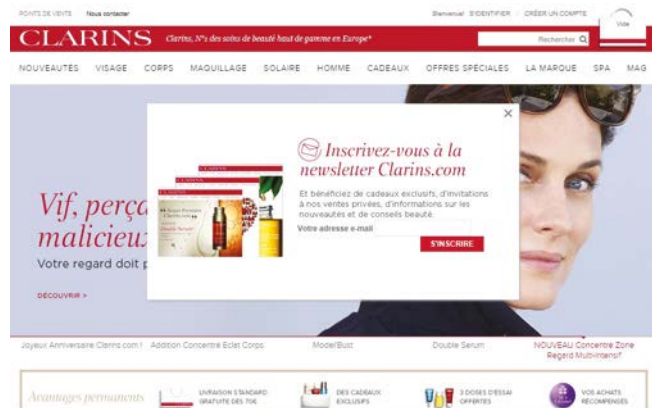 POINTS DE VENTE Nous contacter Bienvenue! S'IDENTIFIER CRÉER UN COMPTE
Vide
CLARINS Clarins, N°1 des soins de beauté haut de gamme en Europe* Rechercher
NOUVEAUTÉS VISAGE CORPS MAQUILLAGE SOLAIRE HOMME CADEAUX OFFRES SPÉCIALES LA MARQUE SPA MAG
Inscrivez-vous à la
newsletter Clarins.com
Et bénéficiez de cadeaux exclusifs, d'invitations
à nos ventes privées, d'informations sur les
nouveautés et de conseils beauté.
Votre adresse e-mail
S'INSCRIRE
Vif, perça
malicieu
Votre regard doit p
DÉCOUVRIR >
Joyeux Anniversaire Clarins.com ! Addition Concentré Eclat Corps Model'Bust Double Serum NOUVEAU Concentré Zone
Regard Multi-Intensif
Avantages permanents LIVRAISON STANDARD DES CADEAUX 3 DOSES D'ESSAI VOS ACHATS
GRATUITE DÈS 70€ EXCLUSIFS OFFERTES RÉCOMPENSÉS